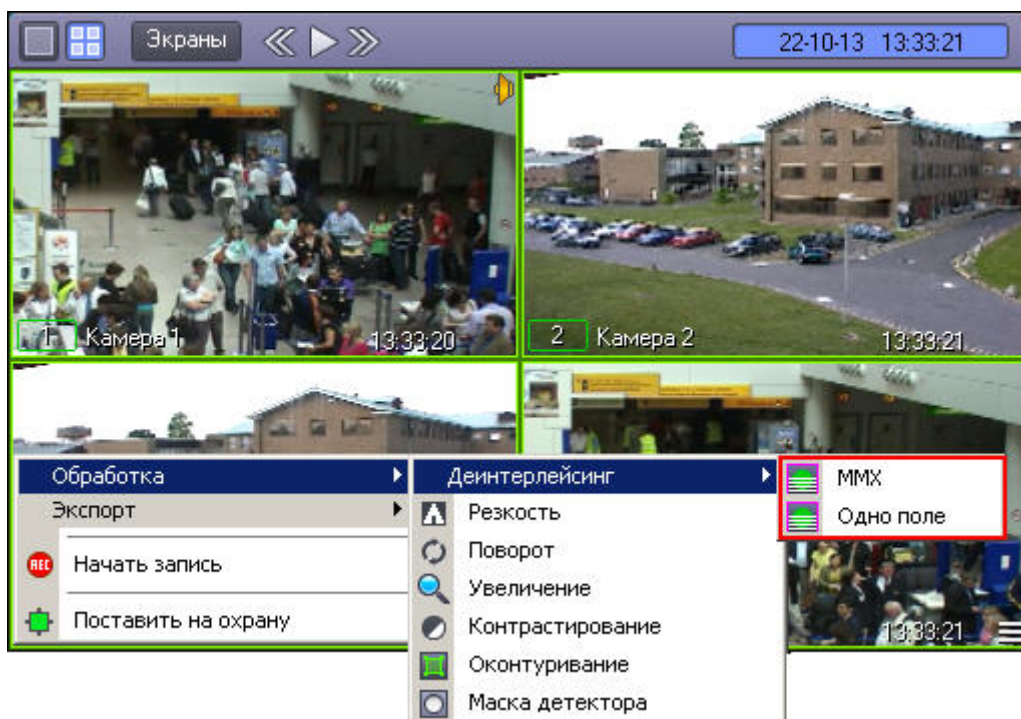 Экраны
22-10-13 13:33:21
1 Камера 1
13:33:20
2 Камера 2
13:33:21
Обработка
Экспорт
REC Начать запись
Поставить на охрану
Деинтерлейсинг
Резкость
Поворот
Увеличение
Контрастирование
Оконтуривание
Маска детектора
MMX
Одно поле
13:33:21